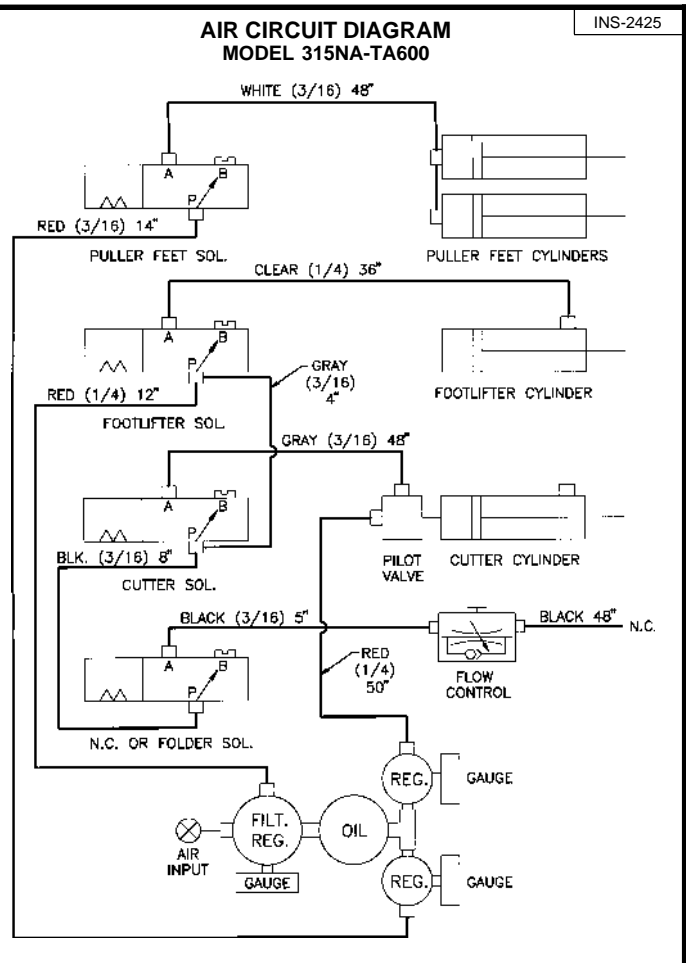 INS-2425
AIR CIRCUIT DIAGRAM
MODEL 315NA-TA600
WHITE (3/16) 48"
A
B
P
RED (3/16) 14"
PULLER FEET SOL.
PULLER FEET CYLINDERS
CLEAR (1/4) 36"
A
B
P
GRAY
(3/16)
4"
RED (1/4) 12"
FOOTLIFTER SOL.
FOOTLIFTER CYLINDER
GRAY (3/16) 48"
A
B
P
BLK. (3/16) 8"
CUTTER SOL.
PILOT
VALVE
CUTTER CYLINDER
BLACK (3/16) 5"
BLACK 48"
N.C.
A
B
P
RED
(1/4)
50"
FLOW
CONTROL
N.C. OR FOLDER SOL.
REG.
GAUGE
FILT.
REG.
OIL
AIR
INPUT
GAUGE
REG.
GAUGE